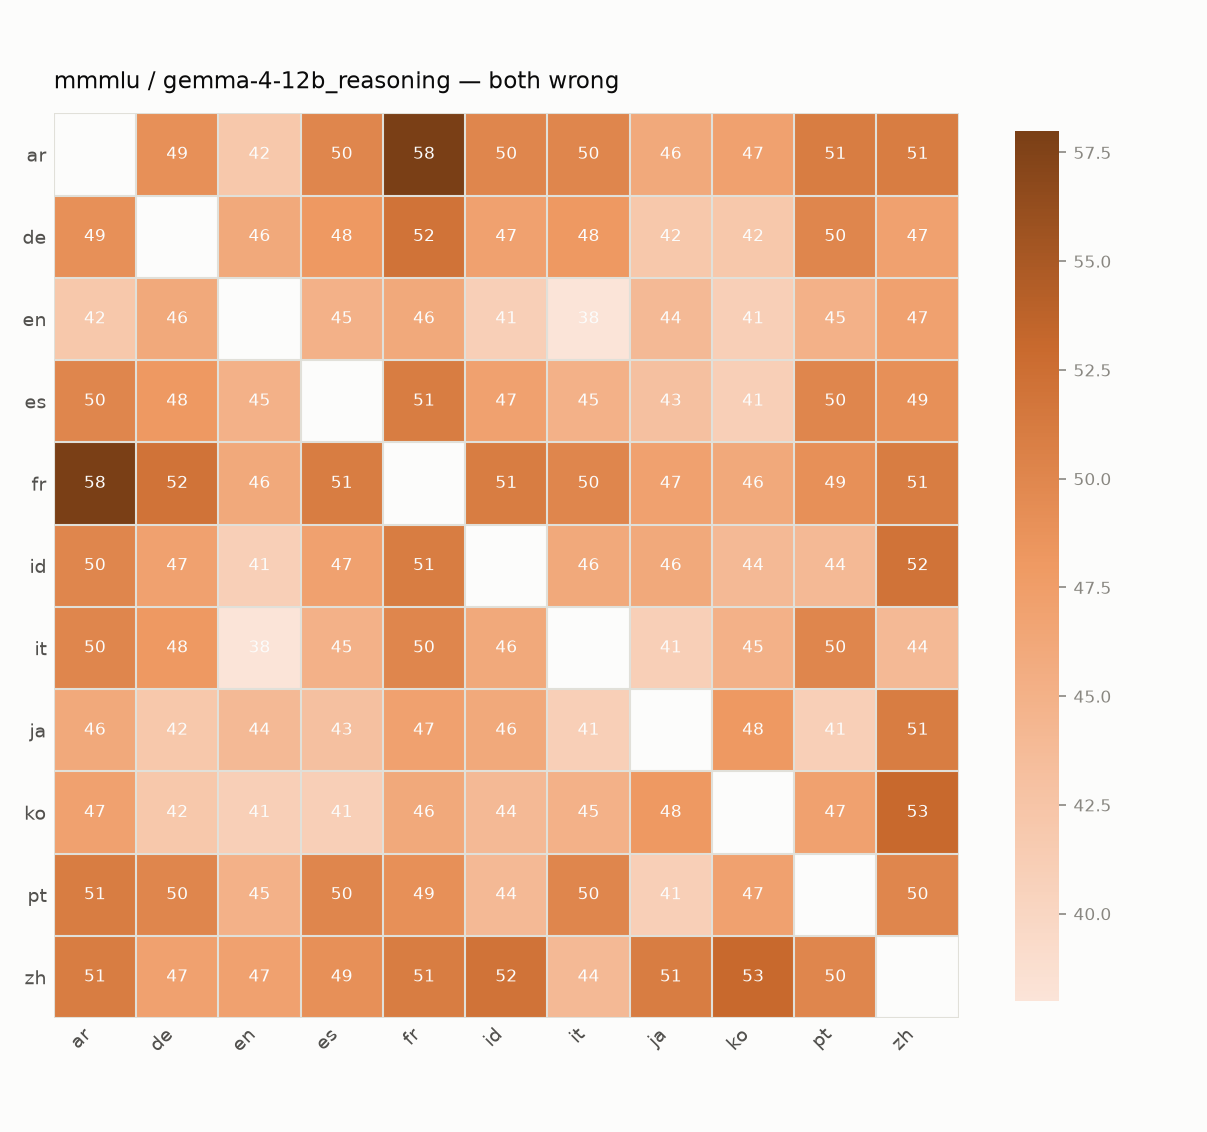 mmmlu / gemma-4-12b_reasoning — both wrong
ar 49 42 50 58 50 50 46 47 51 51
de 49 46 48 52 47 48 42 42 50 47
en 42 46 45 46 41 38 44 41 45 47
es 50 48 45 51 47 45 43 41 50 49
fr 58 52 46 51 51 50 47 46 49 51
id 50 47 41 47 51 46 46 44 44 52
it 50 48 38 45 50 46 41 45 50 44
ja 46 42 44 43 47 46 41 48 41 51
ko 47 42 41 41 46 44 45 48 47 53
pt 51 50 45 50 49 44 50 41 47 50
zh 51 47 47 49 51 52 44 51 53 50
ar de en es fr id it ja ko pt zh
57.5
55.0
52.5
50.0
47.5
45.0
42.5
40.0